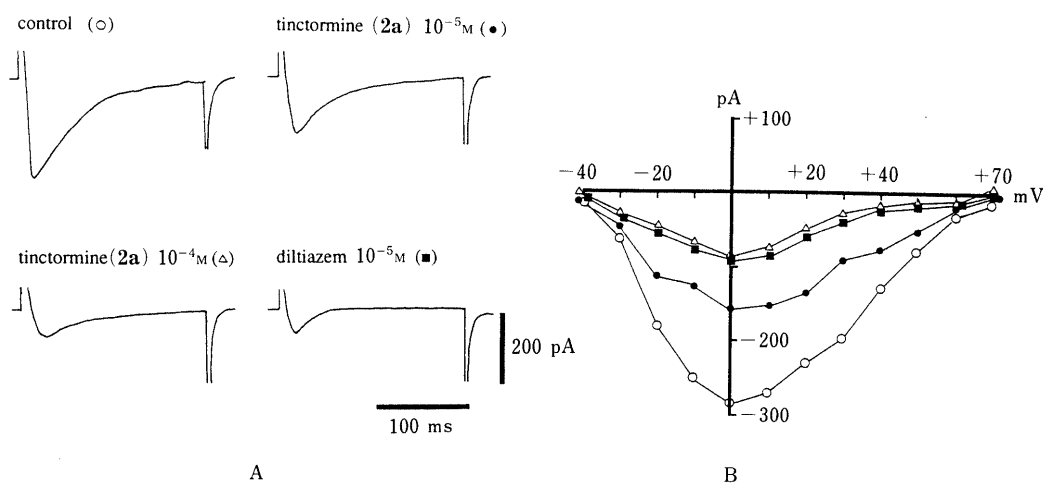 control (○)
tinctormine (2a) 10⁻⁵M (●)
tinctormine (2a) 10⁻⁴M (△)
diltiazem 10⁻⁵M (■)
200 pA
100 ms
A
pA
+100
−40 −20 +20 +40 +70
mV
−200
−300
B